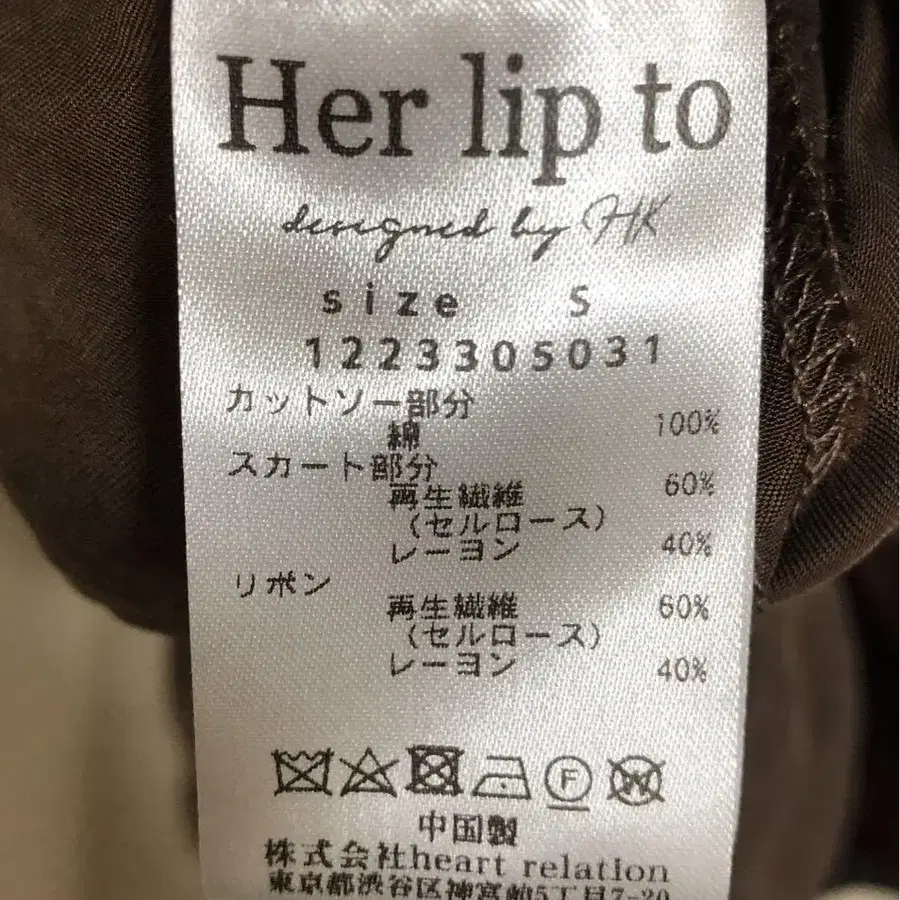 Her lip to
designed by HK
size S
1223305031
カットソー部分
綿 100%
スカート部分
再生繊維 60%
(セルロース)
レーヨン 40%
リボン
再生繊維 60%
(セルロース)
レーヨン 40%
F
W
中国製
株式会社heart relation
東京都渋谷区神宮前5丁目7-20